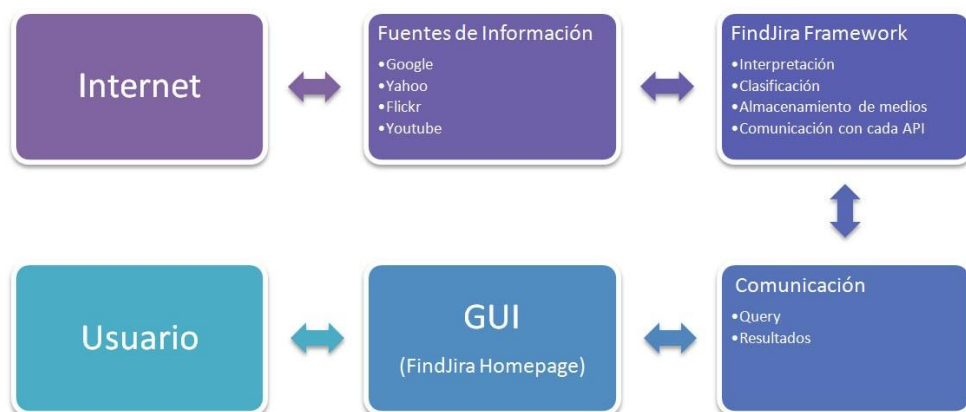 Internet
Fuentes de Información
•Google
•Yahoo
•Flickr
•Youtube
FindJira Framework
•Interpretación
•Clasificación
•Almacenamiento de medios
•Comunicación con cada API
Usuario
GUI
(FindJira Homepage)
Comunicación
•Query
•Resultados